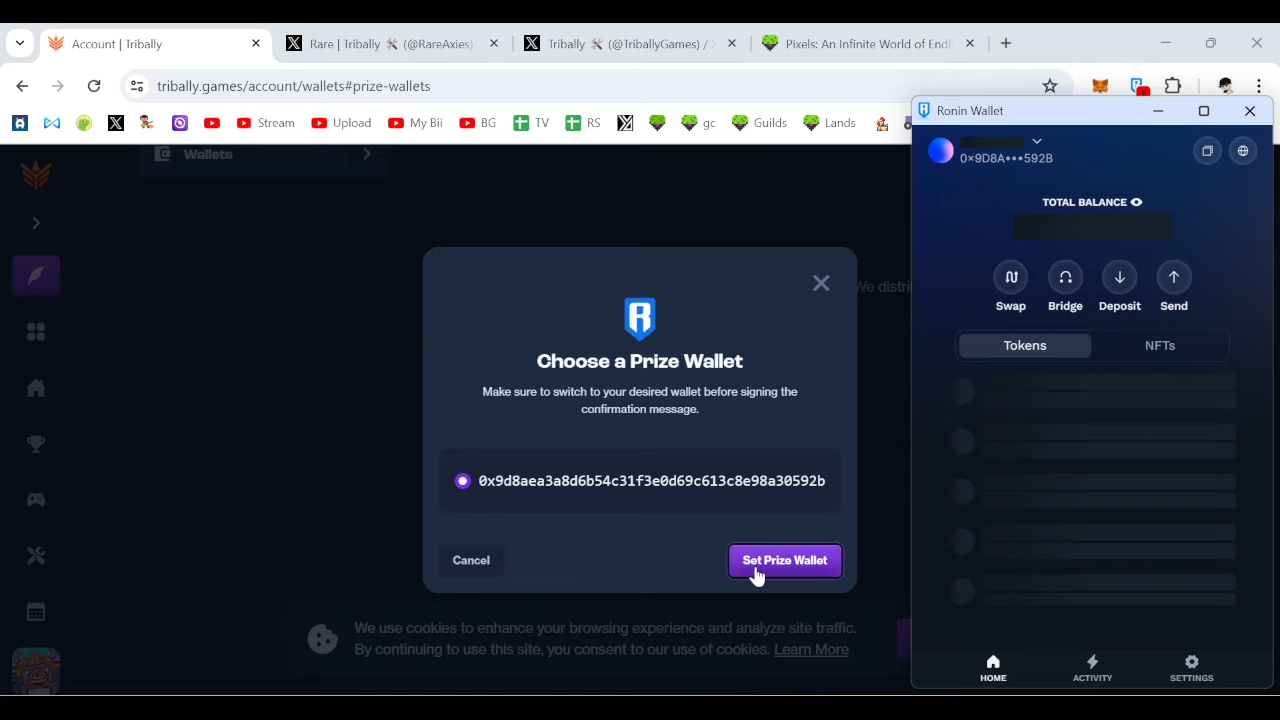 Account | Tribally
Rare | Tribally 🛠️ (@RareAxies)
Tribally 🛠️ (@TriballyGames) /
Pixels: An Infinite World of Endl
tribally.games/account/wallets#prize-wallets
Stream
Upload
My Bii
BG
TV
RS
gc
Guilds
Lands
Wallets
We distri
Choose a Prize Wallet
Make sure to switch to your desired wallet before signing the
confirmation message.
0x9d8aea3a8d6b54c31f3e0d69c613c8e98a30592b
Cancel
Set Prize Wallet
We use cookies to enhance your browsing experience and analyze site traffic.
By continuing to use this site, you consent to our use of cookies. Learn More
Ronin Wallet
0×9D8A•••592B
TOTAL BALANCE
Swap
Bridge
Deposit
Send
Tokens
NFTs
HOME
ACTIVITY
SETTINGS